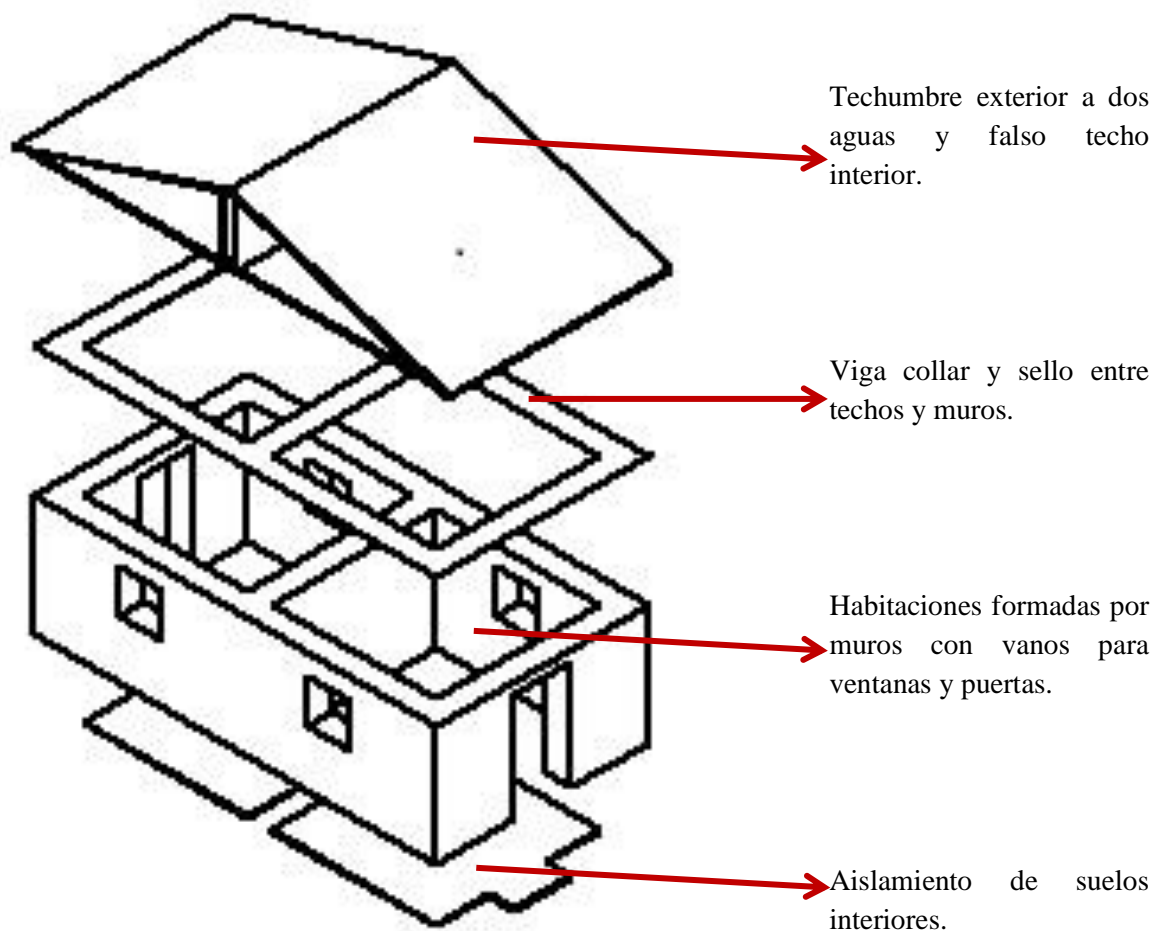 Techumbre exterior a dos
aguas y falso techo
interior.
Viga collar y sello entre
techos y muros.
Habitaciones formadas por
muros con vanos para
ventanas y puertas.
Aislamiento de suelos
interiores.